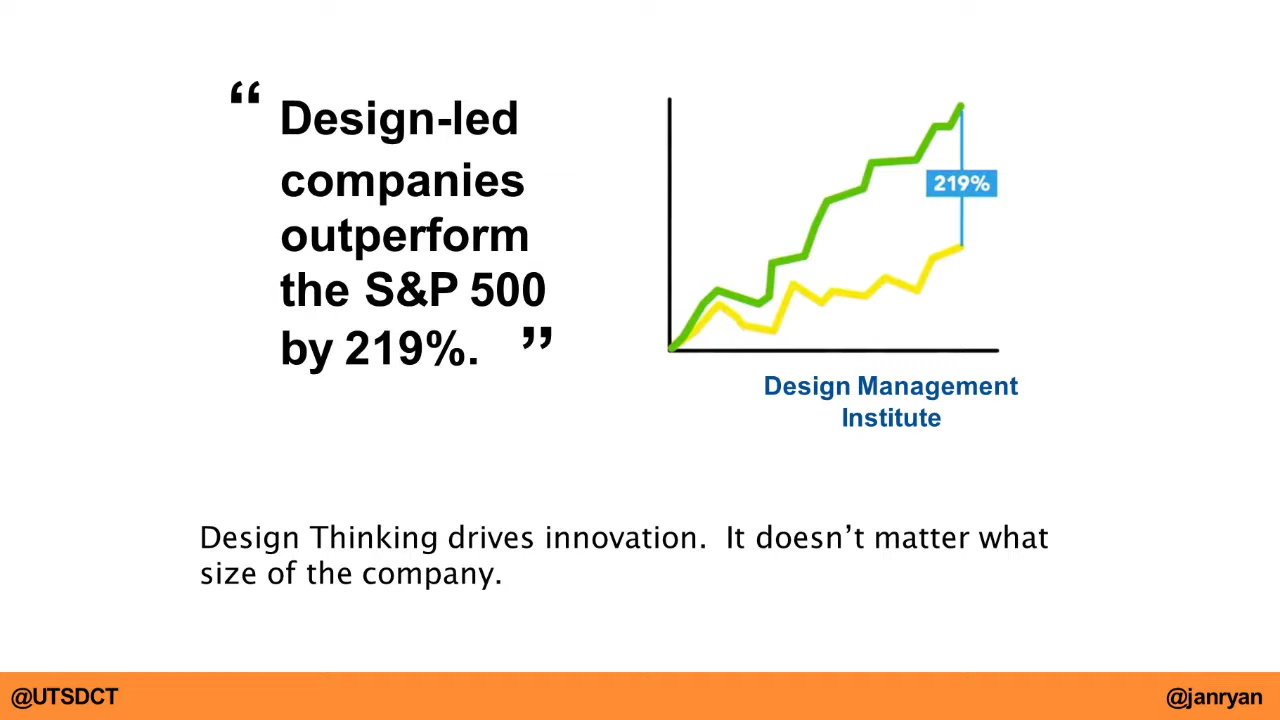 “ Design-led
companies
outperform
the S&P 500
by 219%. ”
219%
Design Management
Institute
Design Thinking drives innovation.  It doesn’t matter what
size of the company.
@UTSDCT
@janryan